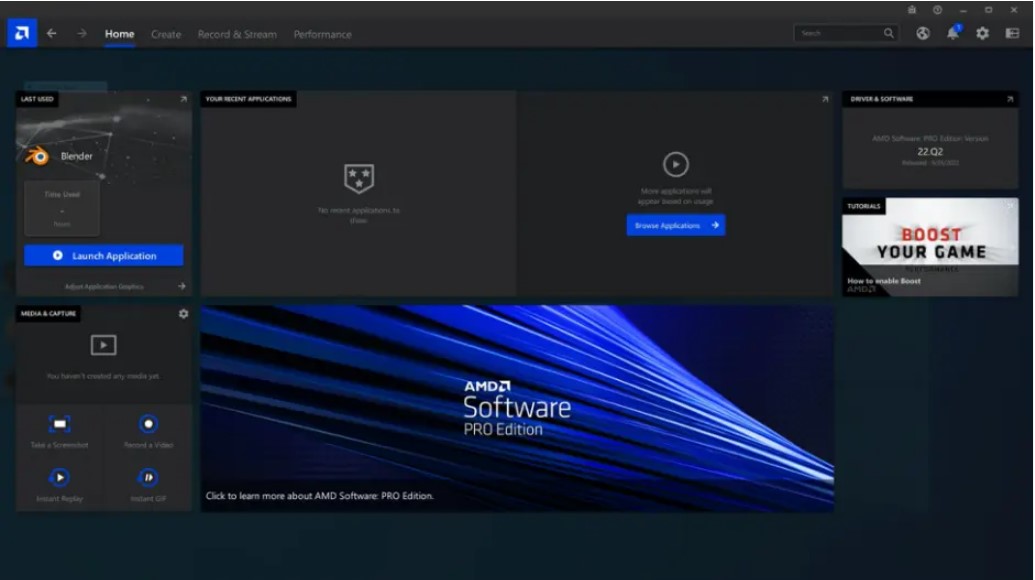 Home
Create
Record & Stream
Performance
Search
1
LAST USED
Blender
Time Used
-
Hours
Launch Application
Adjust Application Graphics
YOUR RECENT APPLICATIONS
No recent applications to
show.
More applications will
appear based on usage
Browse Applications
DRIVER & SOFTWARE
AMD Software: PRO Edition Version
22.Q2
TUTORIALS
BOOST
YOUR GAME
PERFORMANCE
How to enable Boost
AMD
MEDIA & CAPTURE
You haven't created any media yet.
Take a Screenshot
Record a Video
Instant Replay
Instant GIF
AMD
Software
PRO Edition
Click to learn more about AMD Software: PRO Edition.